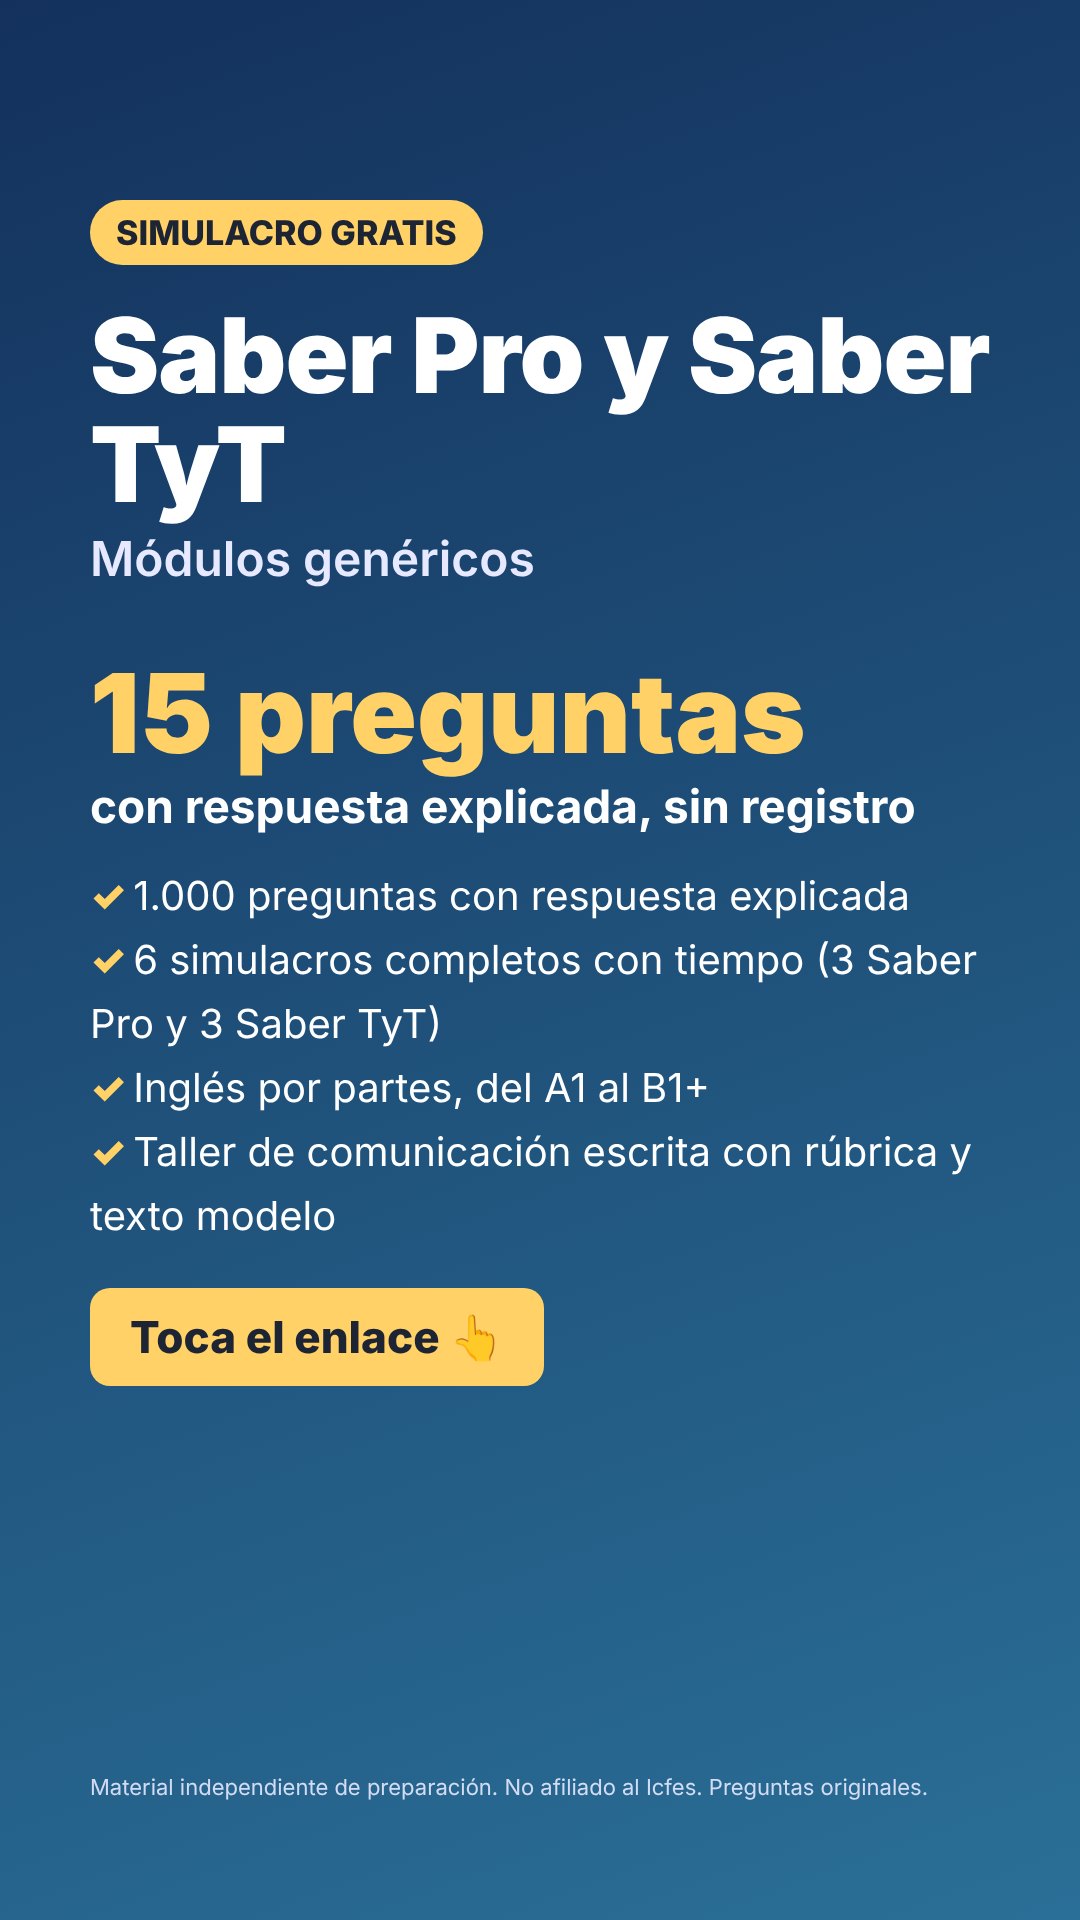 SIMULACRO GRATIS
Saber Pro y Saber
TyT
Módulos genéricos
15 preguntas
con respuesta explicada, sin registro
✔ 1.000 preguntas con respuesta explicada
✔ 6 simulacros completos con tiempo (3 Saber
Pro y 3 Saber TyT)
✔ Inglés por partes, del A1 al B1+
✔ Taller de comunicación escrita con rúbrica y
texto modelo
Toca el enlace 👆
Material independiente de preparación. No afiliado al Icfes. Preguntas originales.